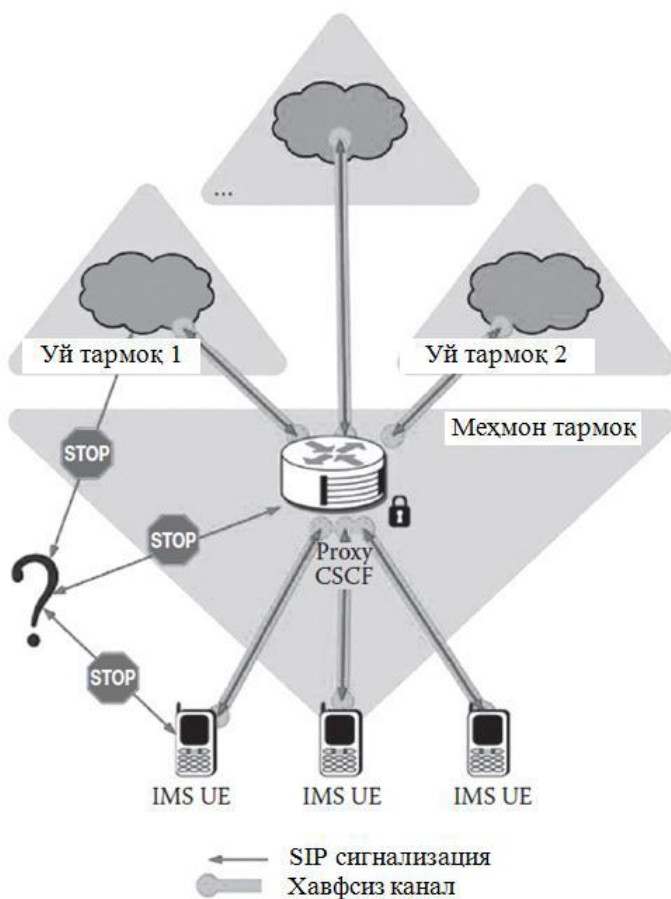 ...
Уй тармоқ 1
Уй тармоқ 2
Меҳмон тармоқ
STOP
STOP
Proxy
CSCF
?
STOP
IMS UE
IMS UE
IMS UE
SIP сигнализация
Хавфсиз канал